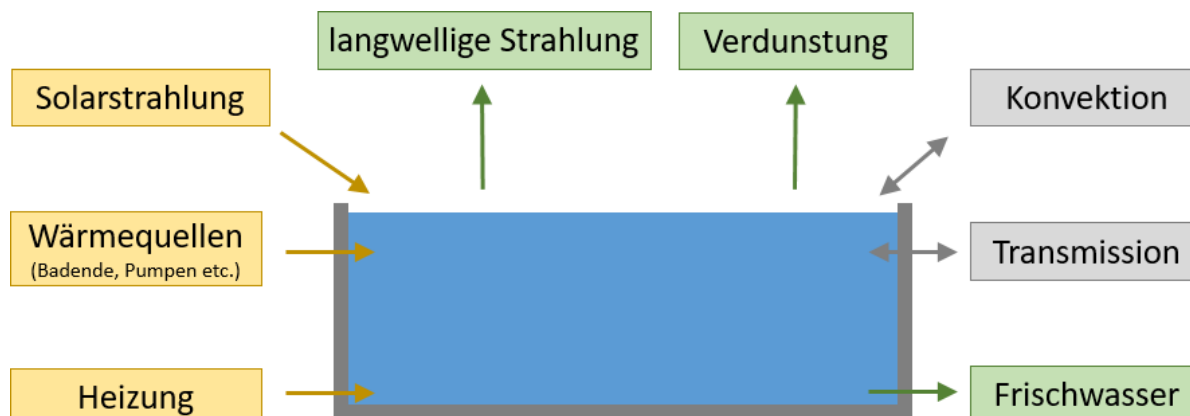 langwellige Strahlung
Verdunstung
Solarstrahlung
Konvektion
Wärmequellen
(Badende, Pumpen etc.)
Transmission
Heizung
Frischwasser